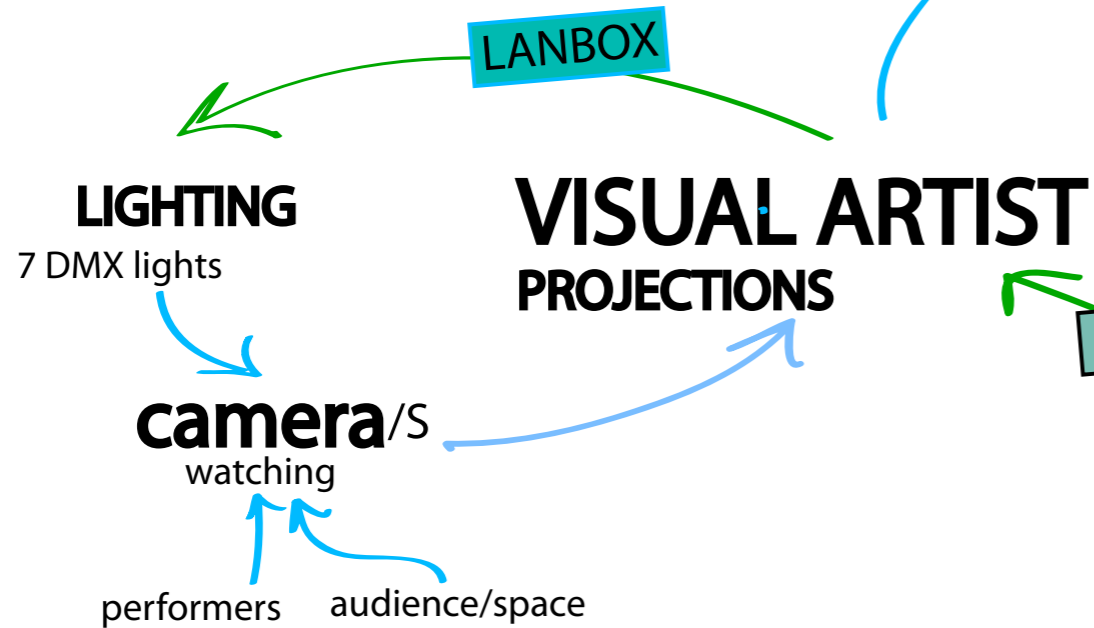 LANBOX
LIGHTING
7 DMX lights
VISUAL ARTIST
PROJECTIONS
camera/S
watching
performers
audience/space